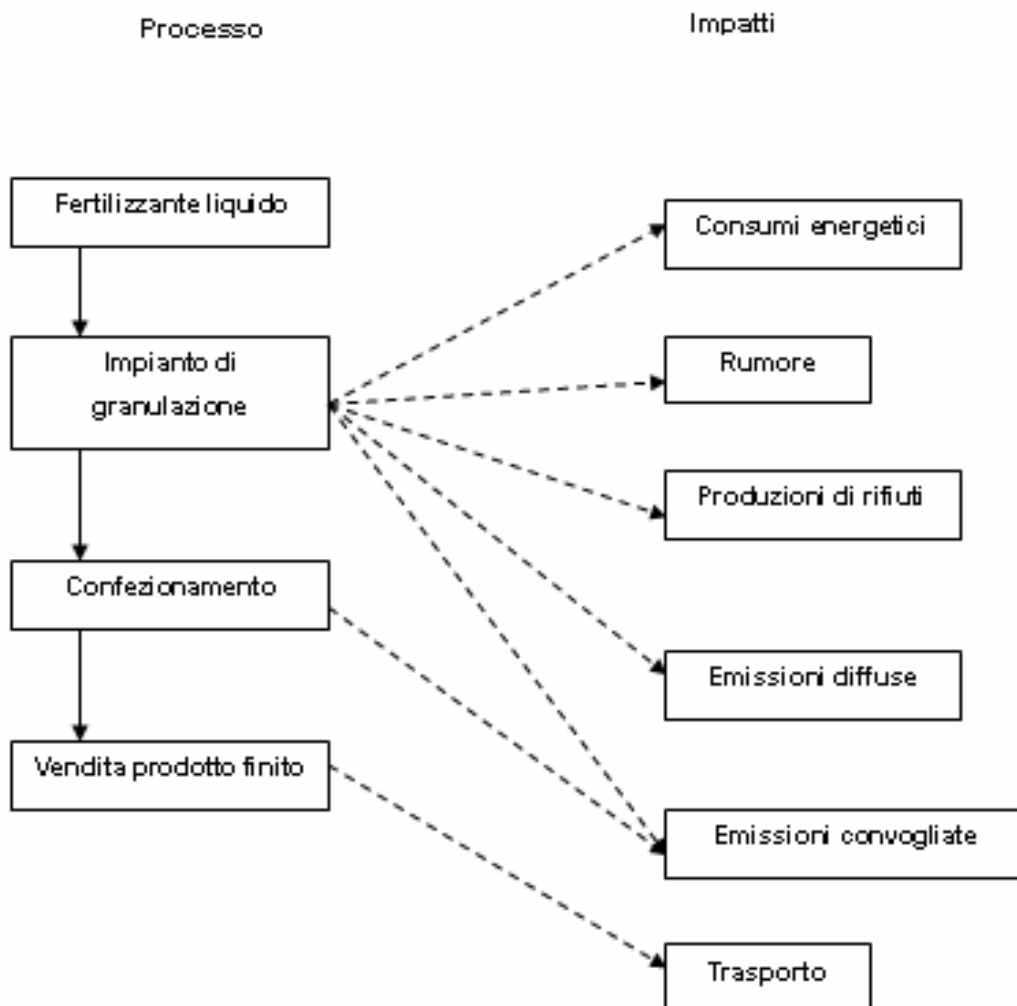 Processo
Impatti
Fertilizzante liquido
Impianto di
granulazione
Confezionamento
Vendita prodotto finito
Consumi energetici
Rumore
Produzioni di rifiuti
Emissioni diffuse
Emissioni convogliate
Trasporto